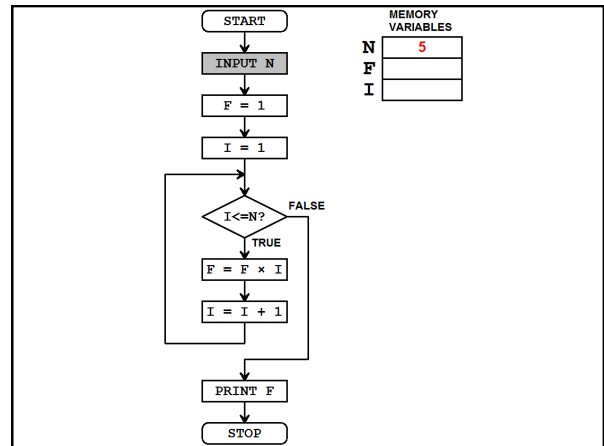 START
INPUT N
F = 1
I = 1
I<=N?
FALSE
TRUE
F = F × I
I = I + 1
PRINT F
STOP
MEMORY
VARIABLES
N 5
F
I